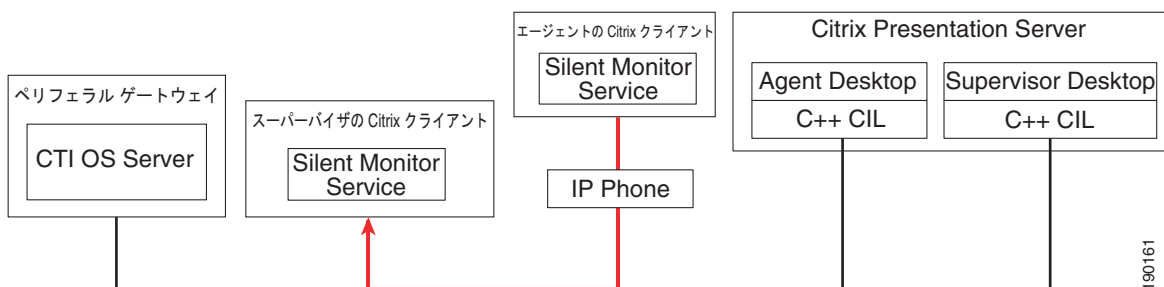 ペリフェラル ゲートウェイ
CTI OS Server
スーパーバイザの Citrix クライアント
Silent Monitor
Service
エージェントの Citrix クライアント
Silent Monitor
Service
IP Phone
Citrix Presentation Server
Agent Desktop
C++ CIL
Supervisor Desktop
C++ CIL
190161